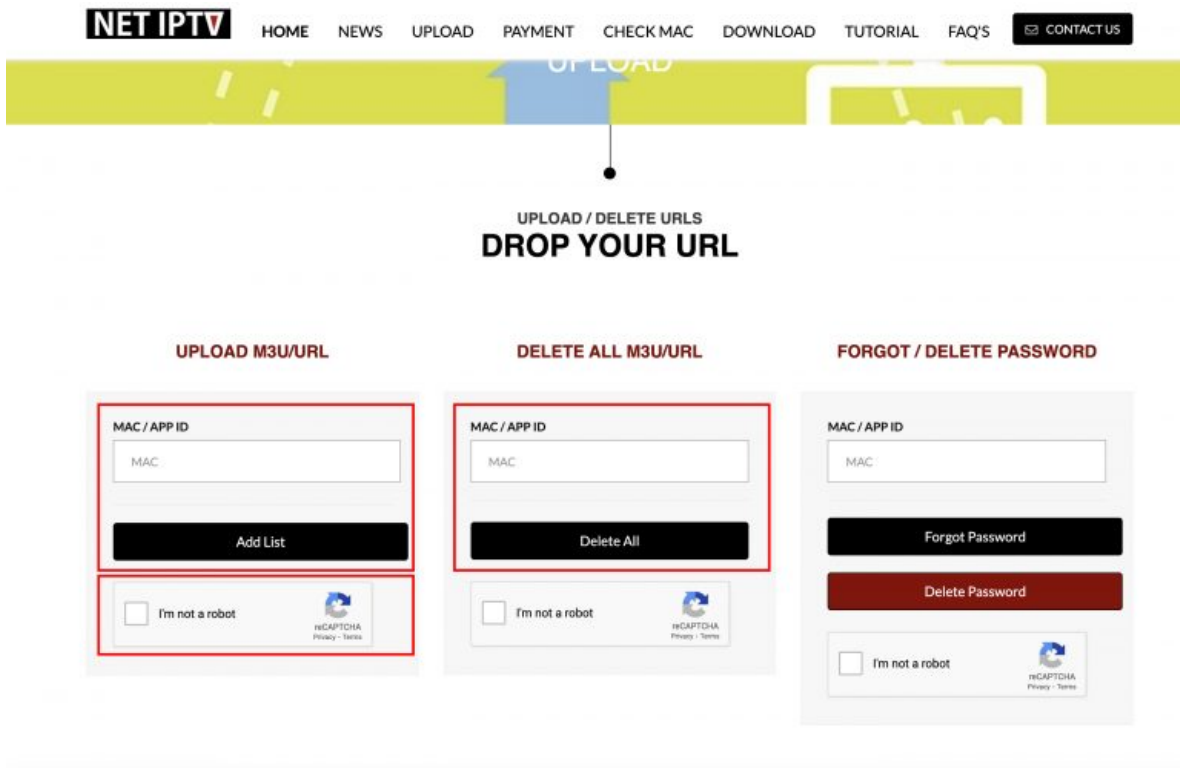 NET IPTV
HOME NEWS UPLOAD PAYMENT CHECK MAC DOWNLOAD TUTORIAL FAQ'S CONTACT US
UPLOAD
UPLOAD / DELETE URLS
DROP YOUR URL
UPLOAD M3U/URL
MAC / APP ID
MAC
Add List
I'm not a robot
reCAPTCHA
Privacy - Terms
DELETE ALL M3U/URL
MAC / APP ID
MAC
Delete All
I'm not a robot
reCAPTCHA
Privacy - Terms
FORGOT / DELETE PASSWORD
MAC / APP ID
MAC
Forgot Password
Delete Password
I'm not a robot
reCAPTCHA
Privacy - Terms